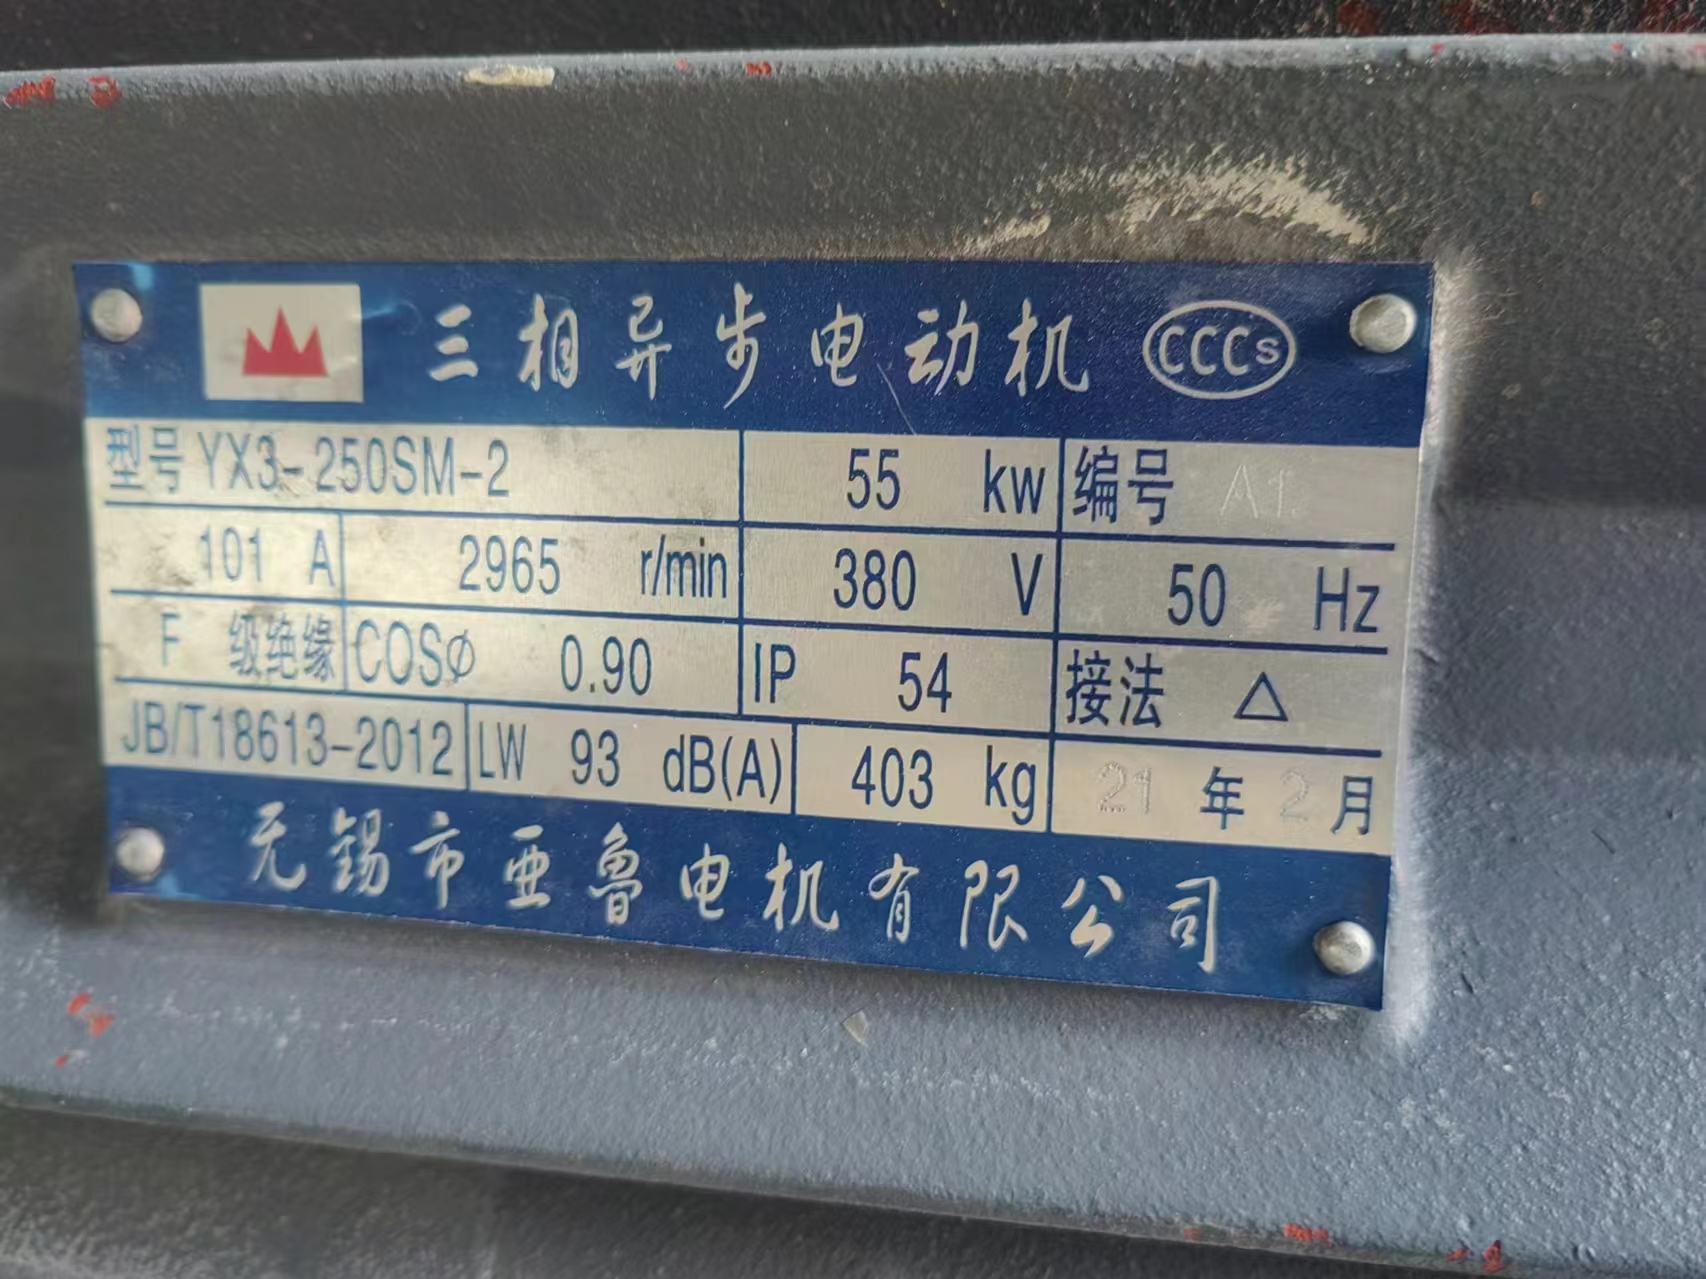 三相异步电动机 CCCS
型号 YX3-250SM-2 55 kw 编号 A1
101 A 2965 r/min 380 V 50 Hz
F 级绝缘 COSφ 0.90 IP 54 接法 △
JB/T18613-2012 LW 93 dB(A) 403 kg 21 年 2 月
无锡市亚鲁电机有限公司